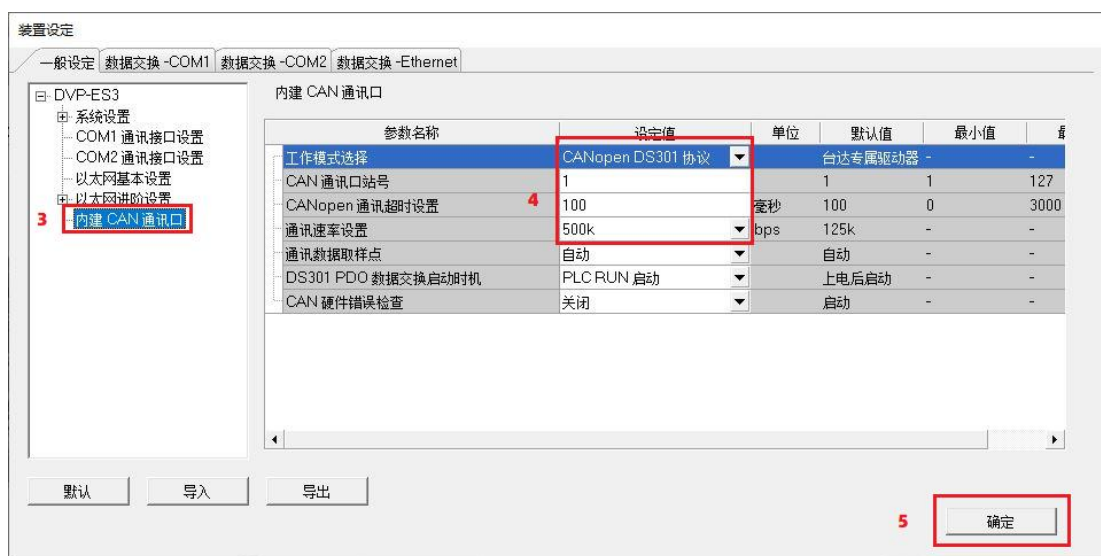 装置设定
一般设定 数据交换 -COM1 数据交换 -COM2 数据交换 -Ethernet
DVP-ES3
系统设置
COM1 通讯接口设置
COM2 通讯接口设置
以太网基本设置
以太网进阶设置
3 内建 CAN 通讯口
内建 CAN 通讯口
参数名称 设定值 单位 默认值 最小值
工作模式选择 CANopen DS301 协议 台达专属驱动器 - -
CAN 通讯口站号 1 1 1 127
4
CANopen 通讯超时设置 100 毫秒 100 0 3000
通讯速率设置 500k bps 125k - -
通讯数据取样点 自动 自动 - -
DS301 PDO 数据交换启动时机 PLC RUN 启动 上电后启动 - -
CAN 硬件错误检查 关闭 启动 - -
默认 导入 导出
5 确定